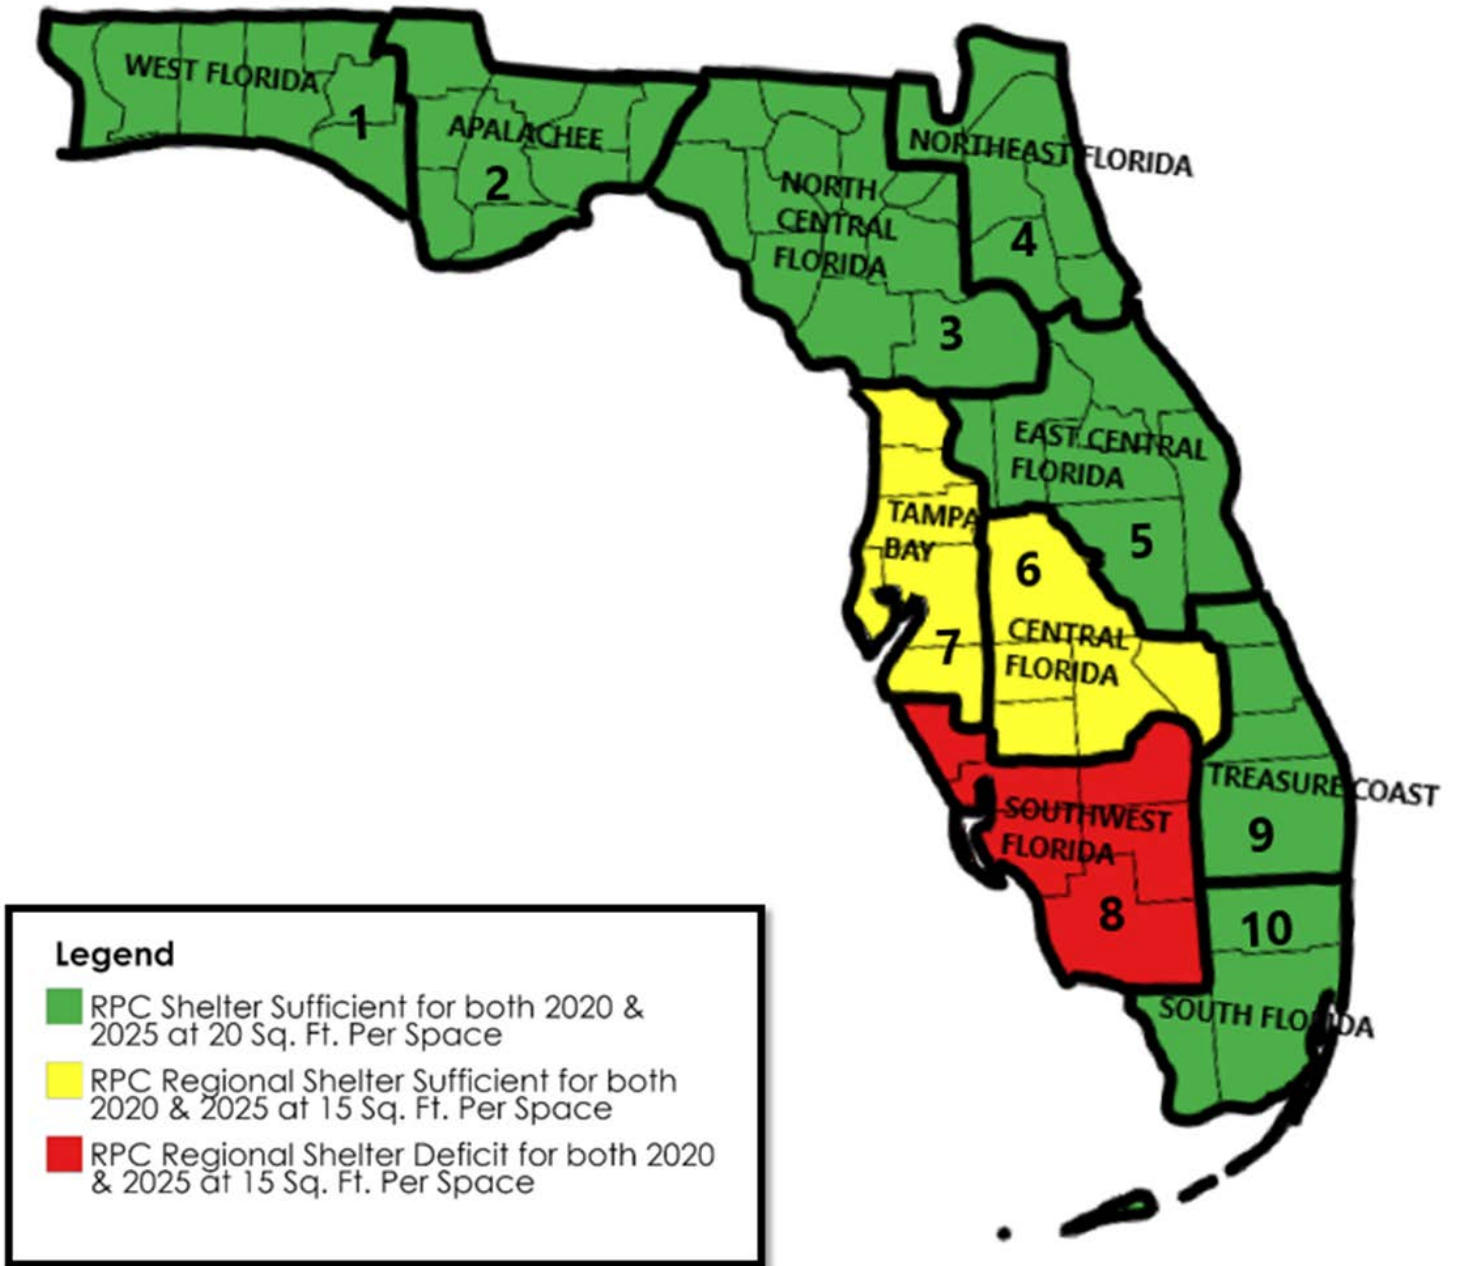 WEST FLORIDA
1
APALACHEE
2
NORTHEAST FLORIDA
4
NORTH
CENTRAL
FLORIDA
3
EAST CENTRAL
FLORIDA
5
TAMPA
BAY
7
6
CENTRAL
FLORIDA
TREASURE COAST
9
SOUTHWEST
FLORIDA
8
10
SOUTH FLORIDA
Legend
RPC Shelter Sufficient for both 2020 &
2025 at 20 Sq. Ft. Per Space
RPC Regional Shelter Sufficient for both
2020 & 2025 at 15 Sq. Ft. Per Space
RPC Regional Shelter Deficit for both 2020
& 2025 at 15 Sq. Ft. Per Space